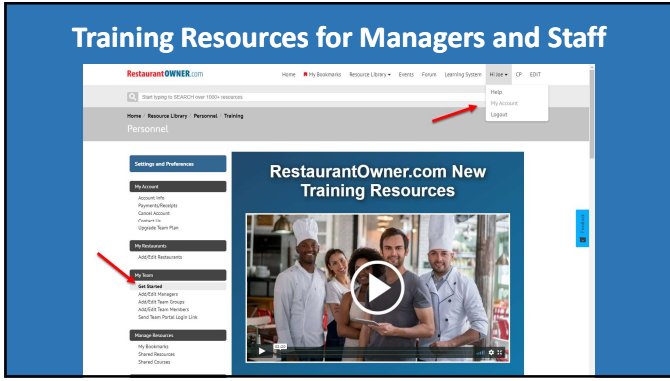 Training Resources for Managers and Staff
RestaurantOWNER.com
Home My Bookmarks Resource Library Events Forum Learning System Hi Joe CP EDIT
Start typing to SEARCH over 1000+ resources
Help
My Account
Logout
Home Resource Library Personnel Training
Personnel
Settings and Preferences
My Account
Account Info
Payments/Receipts
Cancel Account
Contact Us
Upgrade Team Plan
My Restaurants
Add/Edit Restaurants
My Team
Get Started
Add/Edit Managers
Add/Edit Team Groups
Add/Edit Team Members
Send Team Portal Login Link
Manage Resources
My Bookmarks
Shared Resources
Shared Courses
RestaurantOwner.com New
Training Resources
Feedback